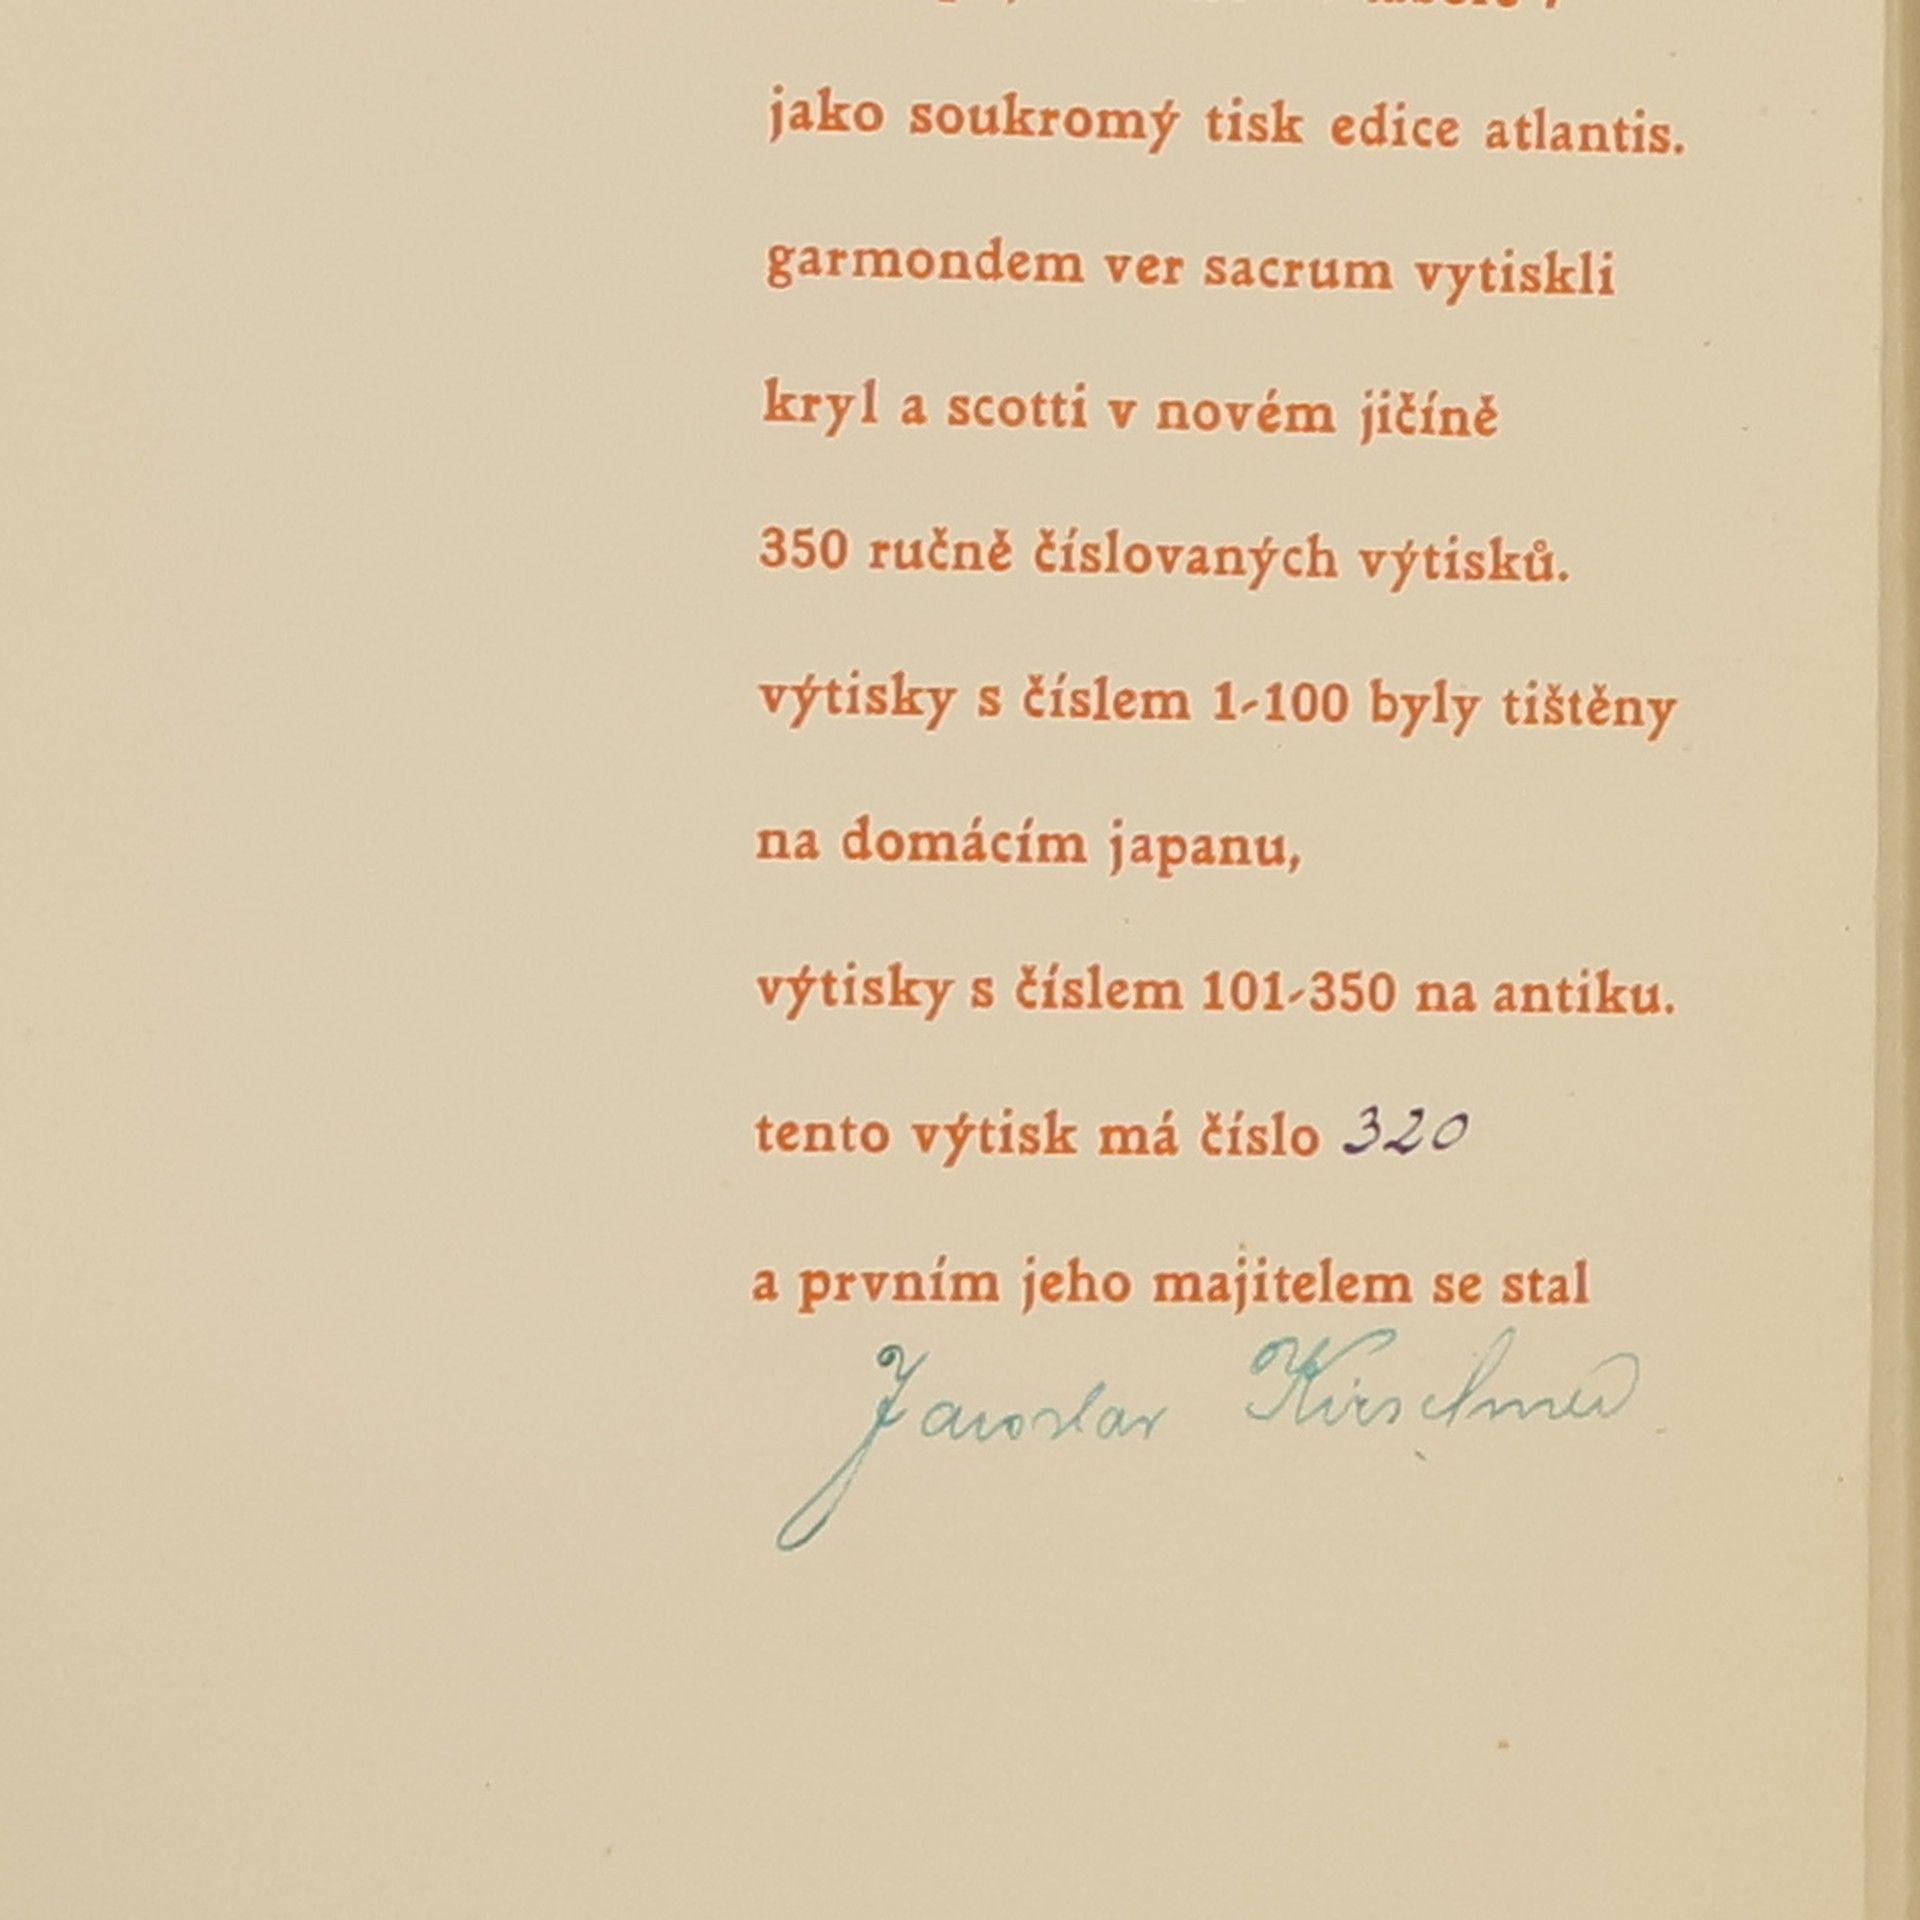 jako soukromý tisk edice atlantis.
garmondem ver sacrum vytiskli
kryl a scotti v novém jičíně
350 ručně číslovaných výtisků.
výtisky s číslem 1-100 byly tištěny
na domácím japanu,
výtisky s číslem 101-350 na antiku.
tento výtisk má číslo 320
a prvním jeho majitelem se stal
Jaroslav